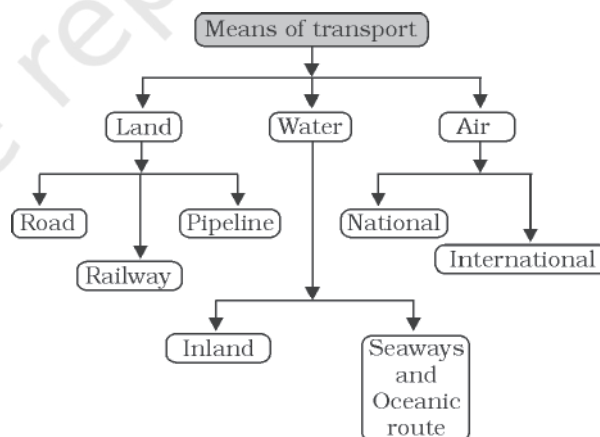 Means of transport
Land
Water
Air
Road
Pipeline
National
Railway
International
Inland
Seaways
and
Oceanic
route